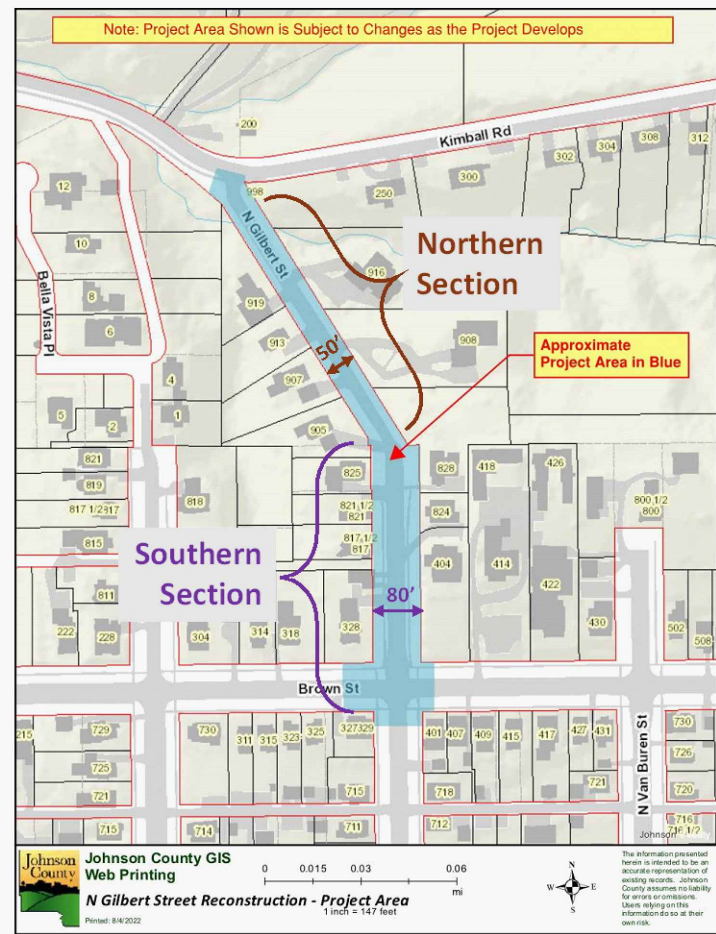 Note: Project Area Shown is Subject to Changes as the Project Develops
200
Kimball Rd
312
308
304
302
300
250
998
12
N Gilbert St
Northern
Section
10
916
Bella Vista Pl
8
919
6
913
908
50'
Approximate
Project Area in Blue
907
4
5
2
1
905
821
825
828
418
426
819
818
821 1/2
821
800 1/2
800
817 1/2
817
824
817 1/2
817
815
Southern
Section
404
414
811
80'
422
222
228
304
314
318
328
430
502
508
Brown St
215
729
730
311
315
323
325
327
329
401
407
409
415
417
427
431
730
725
726
N Van Buren St
721
715
718
721
720
715
714
711
712
716
716 1/2
Johnson
Johnson
County
Johnson County GIS
Web Printing
N Gilbert Street Reconstruction - Project Area
Printed: 8/4/2022
0 0.015 0.03 0.06
mi
1 inch = 147 feet
N
W E
S
The information presented
herein is intended to be an
accurate representation of
existing records. Johnson
County assumes no liability
for errors or omissions.
Users relying on this
information do so at their
own risk.